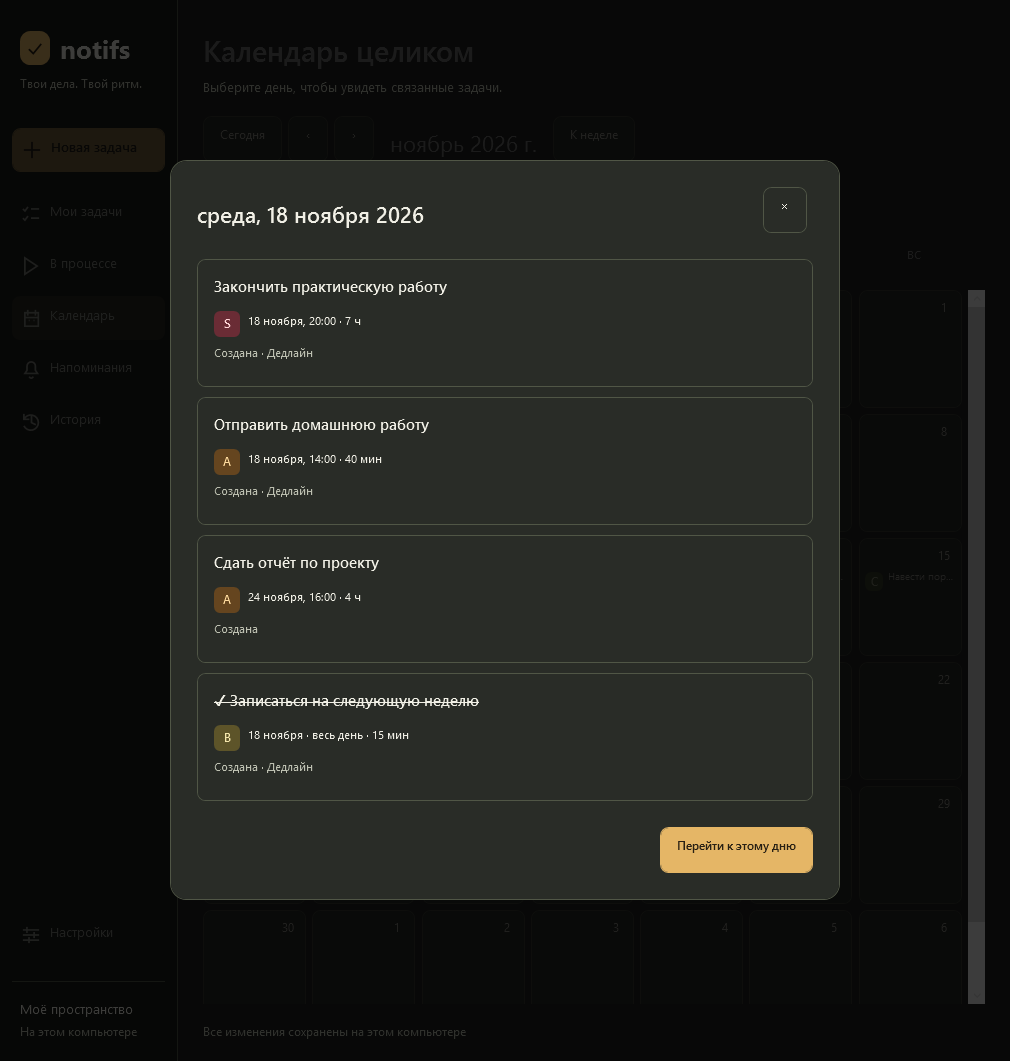 notifs
Твои дела. Твой ритм.
Новая задача
Мои задачи
В процессе
Календарь
Напоминания
История
Настройки
Моё пространство
На этом компьютере
Календарь целиком
Выберите день, чтобы увидеть связанные задачи.
Сегодня
‹
ноябрь 2026 г.
К неделе
вс
среда, 18 ноября 2026
×
Закончить практическую работу
S 18 ноября, 20:00 · 7 ч
Создана · Дедлайн
Отправить домашнюю работу
A 18 ноября, 14:00 · 40 мин
Создана · Дедлайн
Сдать отчёт по проекту
A 24 ноября, 16:00 · 4 ч
Создана
✓ Записаться на следующую неделю
B 18 ноября · весь день · 15 мин
Создана · Дедлайн
Перейти к этому дню
1
8
15
C Навести пор...
22
29
30 1 2 3 4 5 6
Все изменения сохранены на этом компьютере